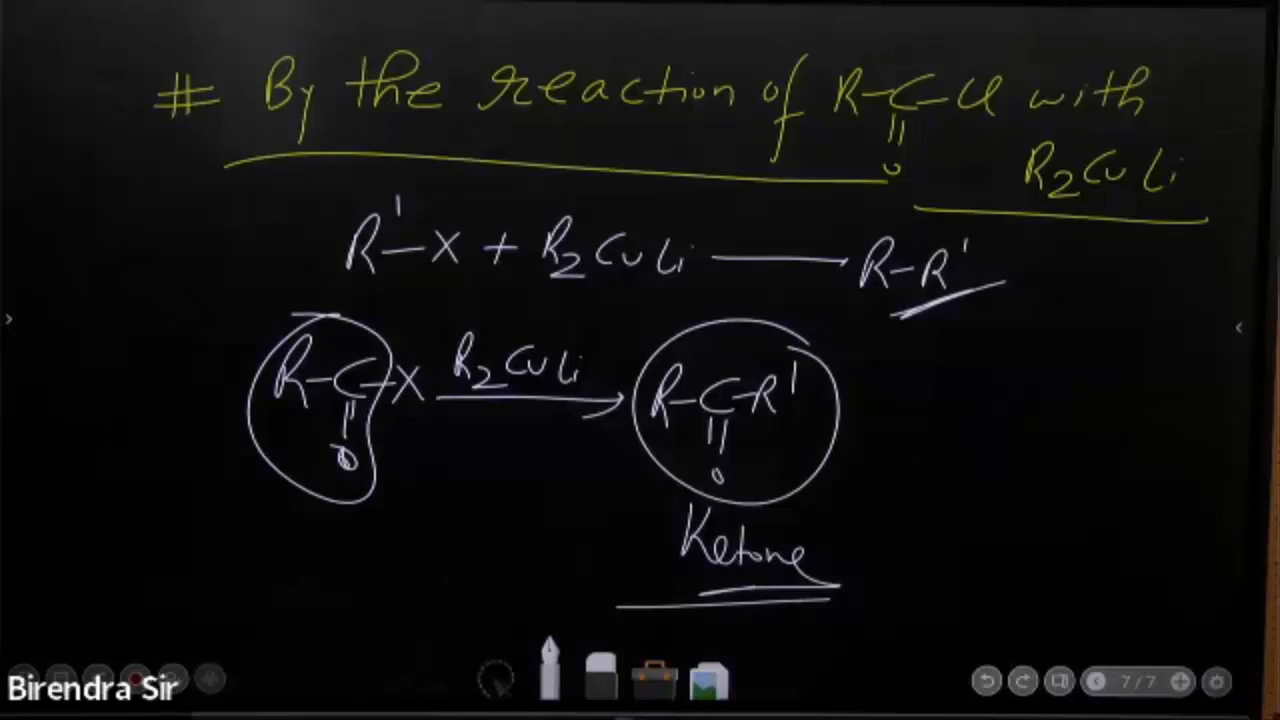 # By the reaction of R-C-Cl with
||
O
R₂CuLi
R'-X + R₂CuLi —— R-R'
R-C-X R₂CuLi → R-C-R'
|| ||
O O
Ketone
Birendra Sir
7/7